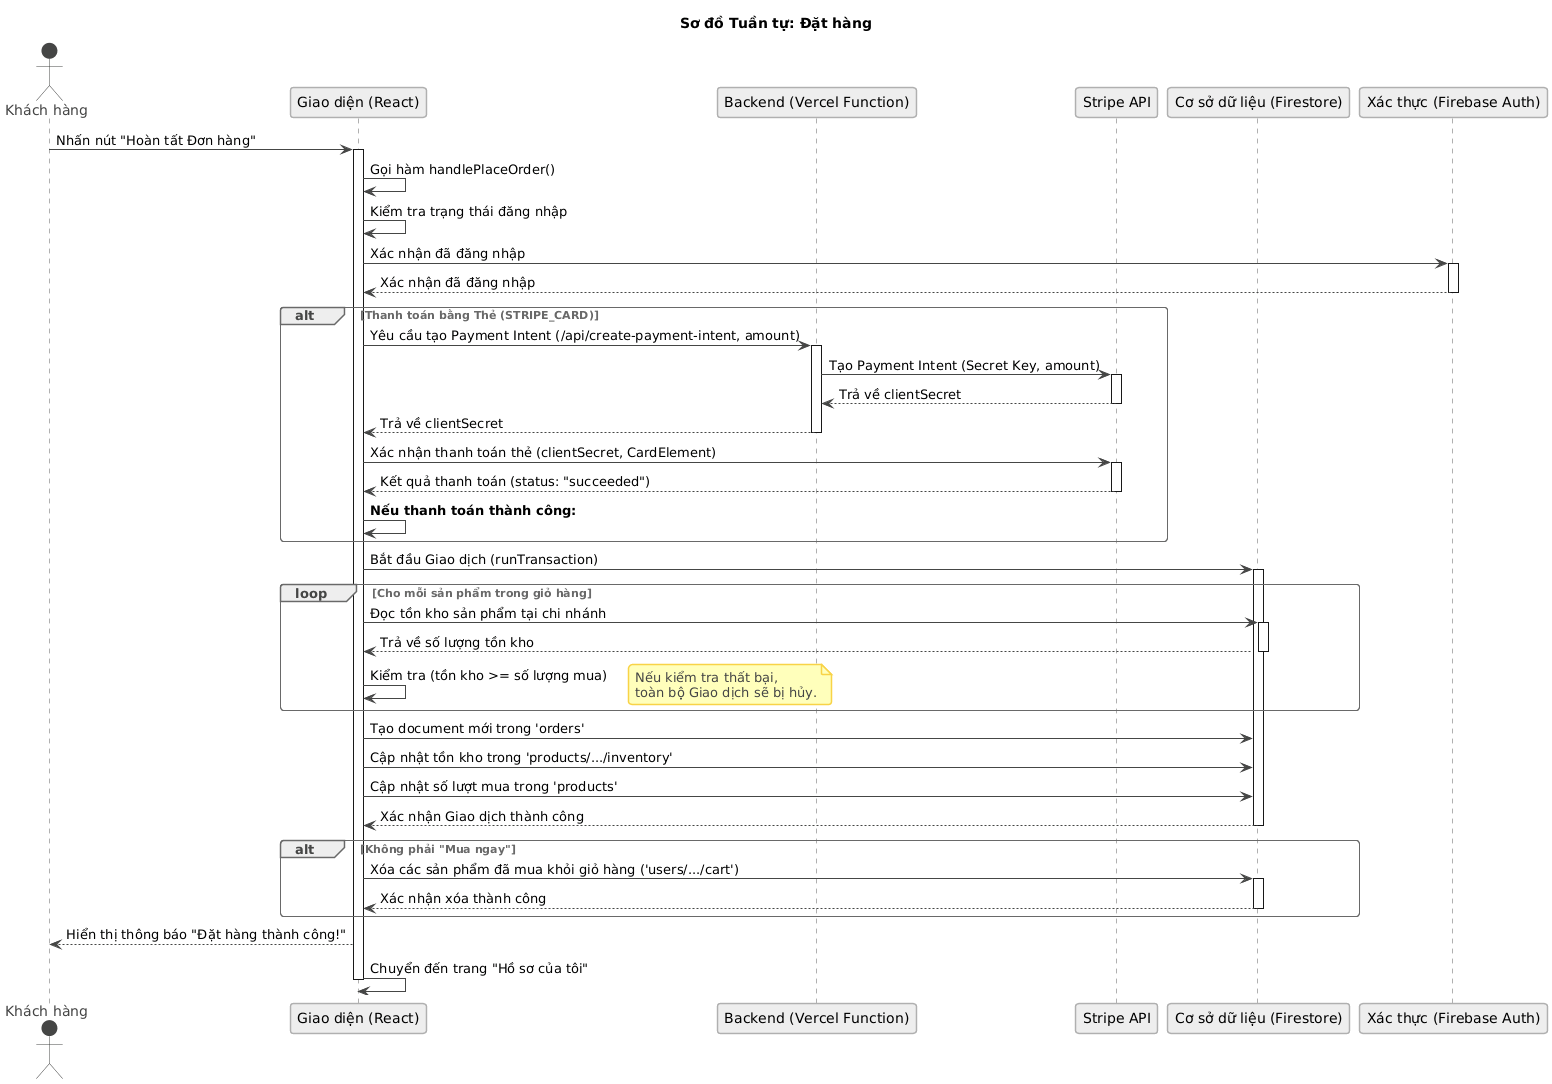 Sơ đồ Tuần tự: Đặt hàng
Khách hàng
Giao diện (React)
Backend (Vercel Function)
Stripe API
Cơ sở dữ liệu (Firestore)
Xác thực (Firebase Auth)
Nhấn nút "Hoàn tất Đơn hàng"
Gọi hàm handlePlaceOrder()
Kiểm tra trạng thái đăng nhập
Xác nhận đã đăng nhập
Xác nhận đã đăng nhập
alt
[Thanh toán bằng Thẻ (STRIPE_CARD)]
Yêu cầu tạo Payment Intent (/api/create-payment-intent, amount)
Tạo Payment Intent (Secret Key, amount)
Trả về clientSecret
Trả về clientSecret
Xác nhận thanh toán thẻ (clientSecret, CardElement)
Kết quả thanh toán (status: "succeeded")
Nếu thanh toán thành công:
Bắt đầu Giao dịch (runTransaction)
loop
[Cho mỗi sản phẩm trong giỏ hàng]
Đọc tồn kho sản phẩm tại chi nhánh
Trả về số lượng tồn kho
Kiểm tra (tồn kho >= số lượng mua)
Nếu kiểm tra thất bại,
toàn bộ Giao dịch sẽ bị hủy.
Tạo document mới trong 'orders'
Cập nhật tồn kho trong 'products/.../inventory'
Cập nhật số lượt mua trong 'products'
Xác nhận Giao dịch thành công
alt
[Không phải "Mua ngay"]
Xóa các sản phẩm đã mua khỏi giỏ hàng ('users/.../cart')
Xác nhận xóa thành công
Hiển thị thông báo "Đặt hàng thành công!"
Chuyển đến trang "Hồ sơ của tôi"
Khách hàng
Giao diện (React)
Backend (Vercel Function)
Stripe API
Cơ sở dữ liệu (Firestore)
Xác thực (Firebase Auth)